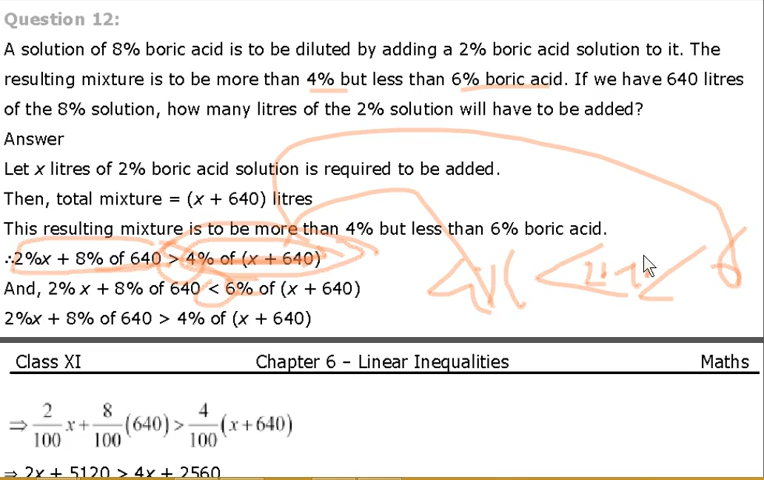 Question 12:
A solution of 8% boric acid is to be diluted by adding a 2% boric acid solution to it. The
resulting mixture is to be more than 4% but less than 6% boric acid. If we have 640 litres
of the 8% solution, how many litres of the 2% solution will have to be added?
Answer
Let x litres of 2% boric acid solution is required to be added.
Then, total mixture = (x + 640) litres
This resulting mixture is to be more than 4% but less than 6% boric acid.
∴2%x + 8% of 640 > 4% of (x + 640)
And, 2% x + 8% of 640 < 6% of (x + 640)
2%x + 8% of 640 > 4% of (x + 640)
Class XI Chapter 6 – Linear Inequalities Maths
⇒ 2/100 x + 8/100 (640) > 4/100 (x + 640)
⇒ 2x + 5120 > 4x + 2560